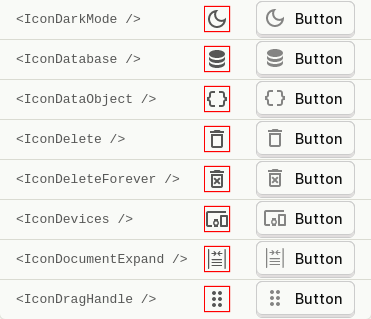 <IconDarkMode /> Button
<IconDatabase /> Button
<IconDataObject /> Button
<IconDelete /> Button
<IconDeleteForever /> Button
<IconDevices /> Button
<IconDocumentExpand /> Button
<IconDragHandle /> Button